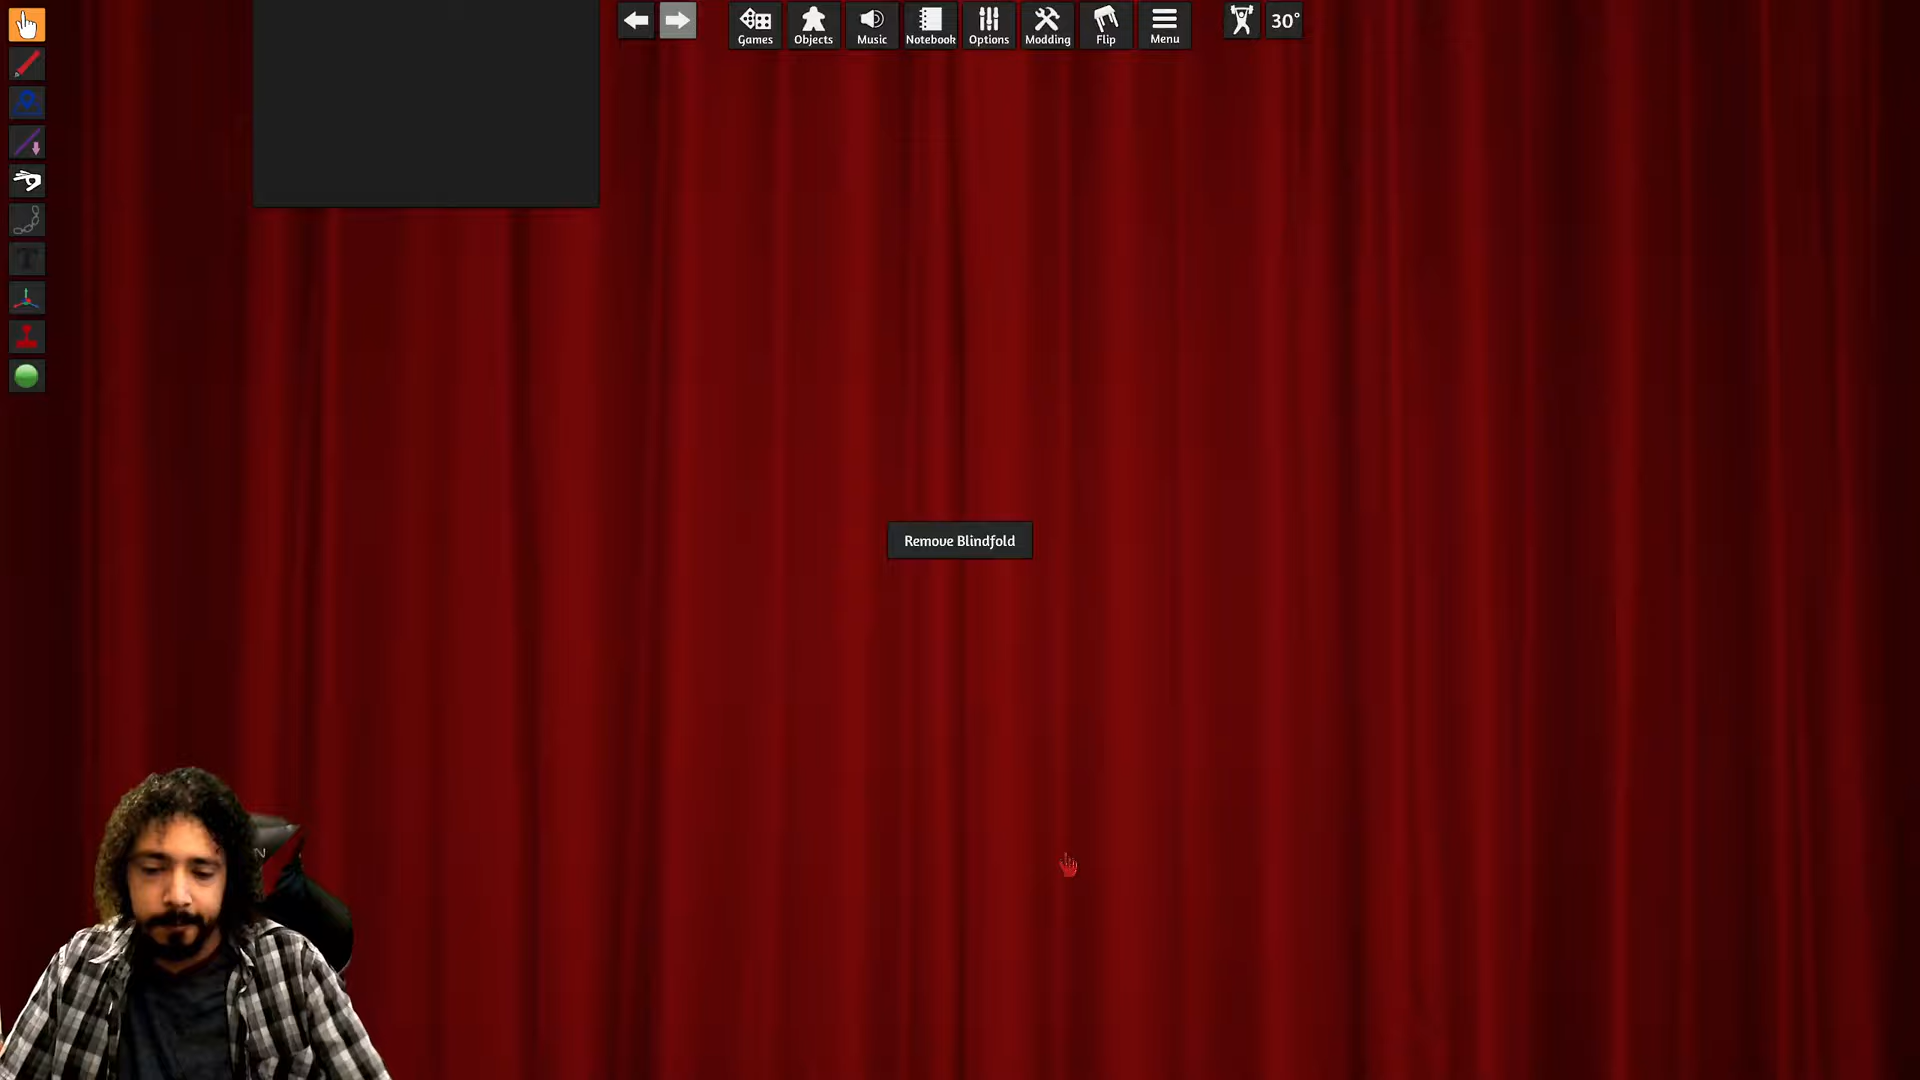 Games
Objects
Music
Notebook
Options
Modding
Flip
Menu
30°
Remove Blindfold
N